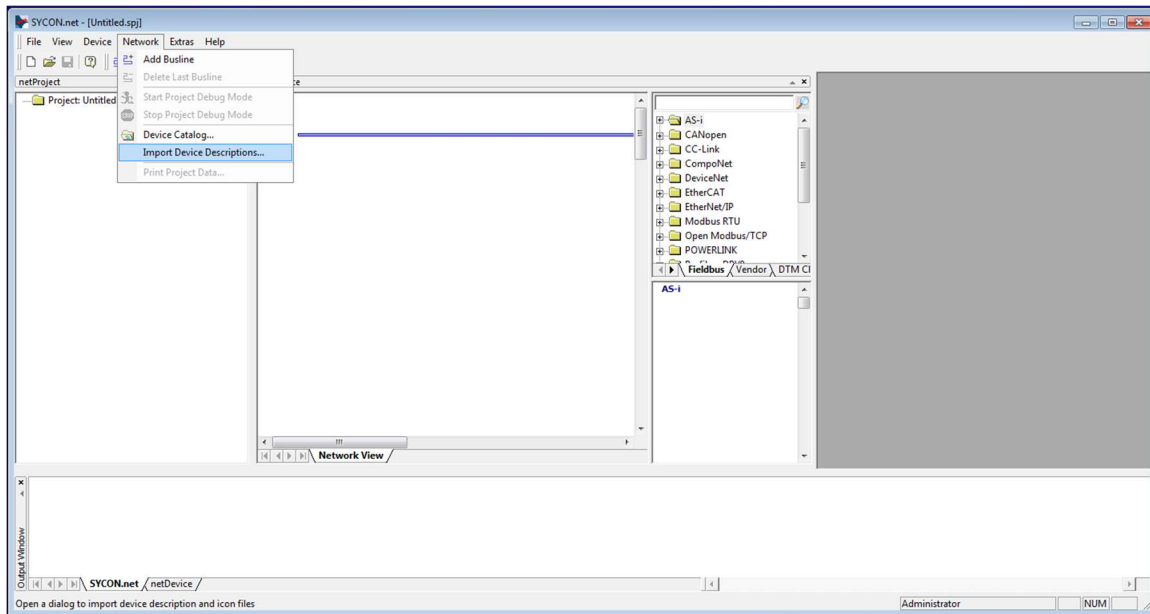 SYCON.net - [Untitled.spj]
File View Device Network Extras Help
netProject
Project: Untitled
Add Busline
Delete Last Busline
Start Project Debug Mode
Stop Project Debug Mode
Device Catalog...
Import Device Descriptions...
Print Project Data...
AS-i
CANopen
CC-Link
CompoNet
DeviceNet
EtherCAT
EtherNet/IP
Modbus RTU
Open Modbus/TCP
POWERLINK
Fieldbus Vendor DTM Cl
AS-i
Network View
Output Window
SYCON.net netDevice
Open a dialog to import device description and icon files
Administrator
NUM